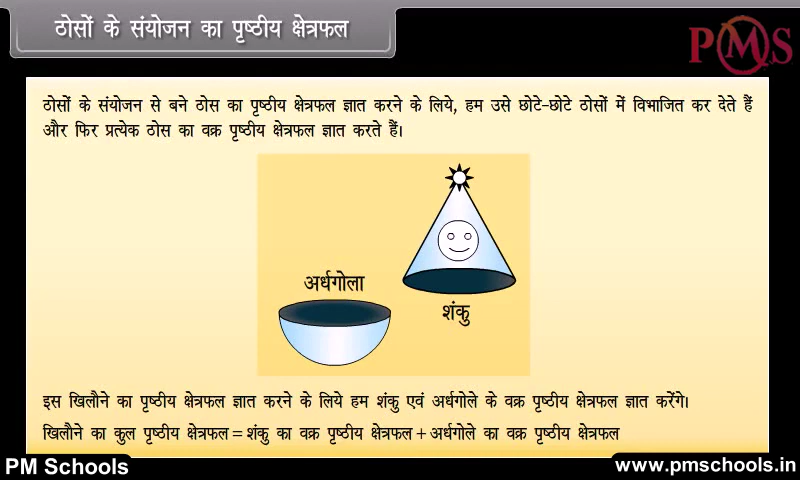 ठोसों के संयोजन का पृष्ठीय क्षेत्रफल
PMS
ठोसों के संयोजन से बने ठोस का पृष्ठीय क्षेत्रफल ज्ञात करने के लिये, हम उसे छोटे-छोटे ठोसों में विभाजित कर देते हैं
और फिर प्रत्येक ठोस का वक्र पृष्ठीय क्षेत्रफल ज्ञात करते हैं।
अर्धगोला
शंकु
इस खिलौने का पृष्ठीय क्षेत्रफल ज्ञात करने के लिये हम शंकु एवं अर्धगोले के वक्र पृष्ठीय क्षेत्रफल ज्ञात करेंगे।
खिलौने का कुल पृष्ठीय क्षेत्रफल = शंकु का वक्र पृष्ठीय क्षेत्रफल + अर्धगोले का वक्र पृष्ठीय क्षेत्रफल
PM Schools
www.pmschools.in